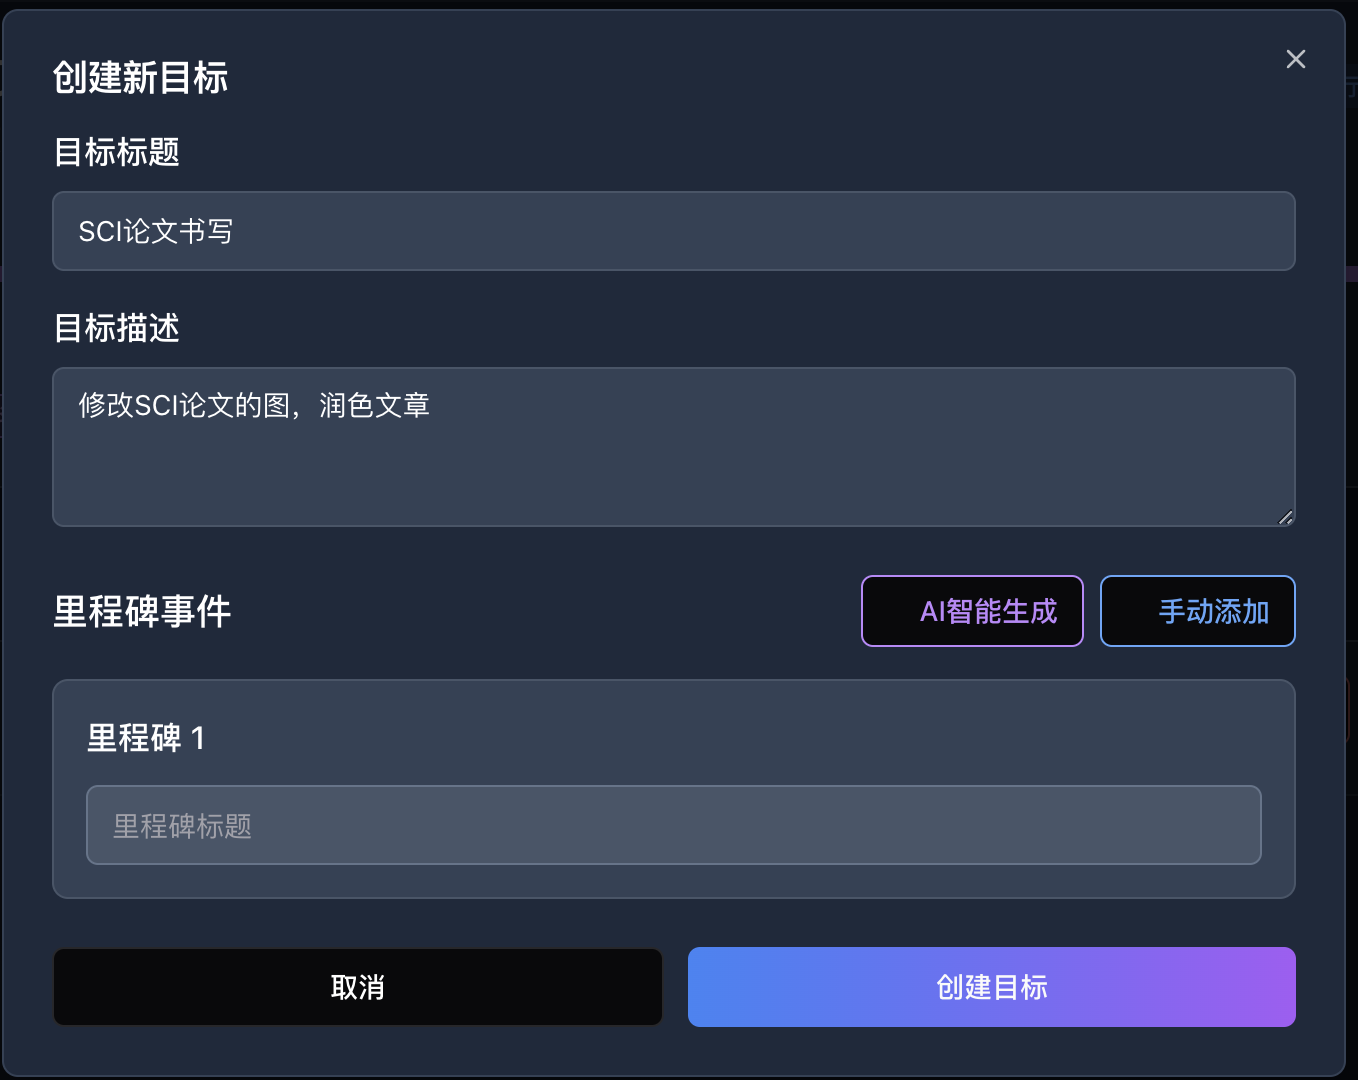 创建新目标
目标标题
SCI论文书写
目标描述
修改SCI论文的图，润色文章
里程碑事件
AI智能生成
手动添加
里程碑 1
里程碑标题
取消
创建目标